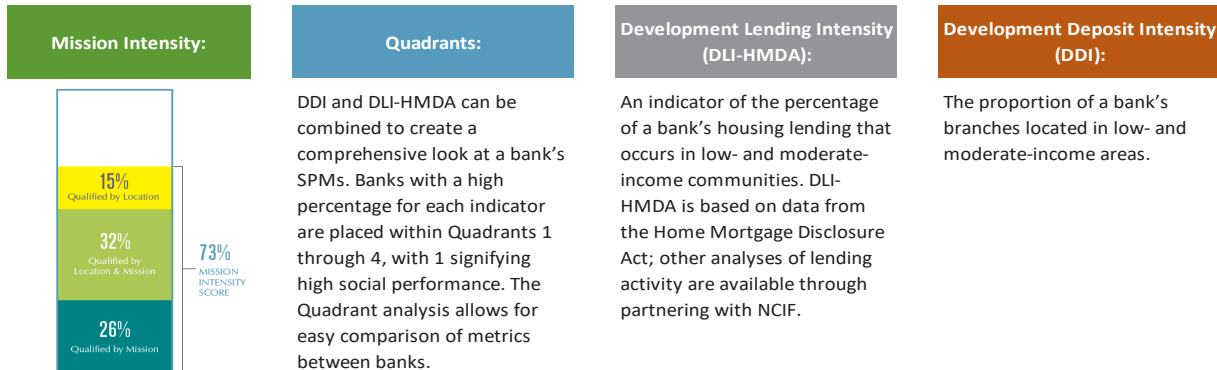 Mission Intensity:
15%
Qualified by Location
32%
Qualified by
Location & Mission
26%
Qualified by Mission
73%
MISSION
INTENSITY
SCORE
Quadrants:
DDI and DLI-HMDA can be
combined to create a
comprehensive look at a bank’s
SPMs. Banks with a high
percentage for each indicator
are placed within Quadrants 1
through 4, with 1 signifying
high social performance. The
Quadrant analysis allows for
easy comparison of metrics
between banks.
Development Lending Intensity
(DLI-HMDA):
An indicator of the percentage
of a bank’s housing lending that
occurs in low- and moderate-
income communities. DLI-
HMDA is based on data from
the Home Mortgage Disclosure
Act; other analyses of lending
activity are available through
partnering with NCIF.
Development Deposit Intensity
(DDI):
The proportion of a bank’s
branches located in low- and
moderate-income areas.